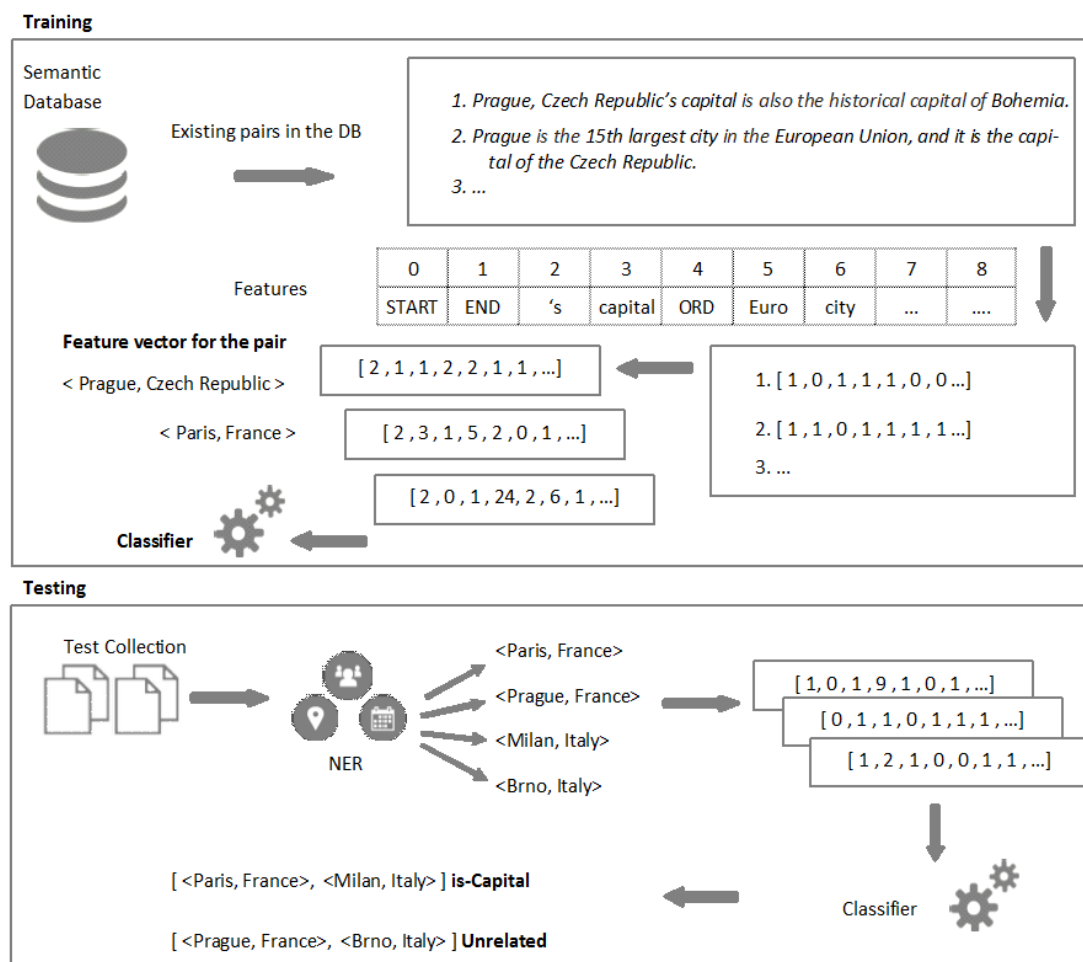 Training
Semantic
Database
Existing pairs in the DB
1. Prague, Czech Republic’s capital is also the historical capital of Bohemia.
2. Prague is the 15th largest city in the European Union, and it is the capi-
tal of the Czech Republic.
3. ...
Features
0 1 2 3 4 5 6 7 8
START END ‘s capital ORD Euro city ... ....
Feature vector for the pair
< Prague, Czech Republic >
[ 2 , 1 , 1 , 2 , 2 , 1 , 1 , ...]
1. [ 1 , 0 , 1 , 1 , 1 , 0 , 0 ...]
< Paris, France >
[ 2 , 3 , 1 , 5 , 2 , 0 , 1 , ...]
2. [ 1 , 1 , 0 , 1 , 1 , 1 , 1 ...]
3. ...
[ 2 , 0 , 1 , 24, 2 , 6 , 1 , ...]
Classifier
Testing
Test Collection
NER
<Paris, France>
<Prague, France>
<Milan, Italy>
<Brno, Italy>
[ 1, 0 , 1 , 9 , 1 , 0 , 1 , ...]
[ 0 , 1 , 1 , 0 , 1 , 1 , 1 , ...]
[ 1 , 2 , 1 , 0 , 0 , 1 , 1 , ...]
Classifier
[ <Paris, France>, <Milan, Italy> ] is-Capital
[ <Prague, France>, <Brno, Italy> ] Unrelated